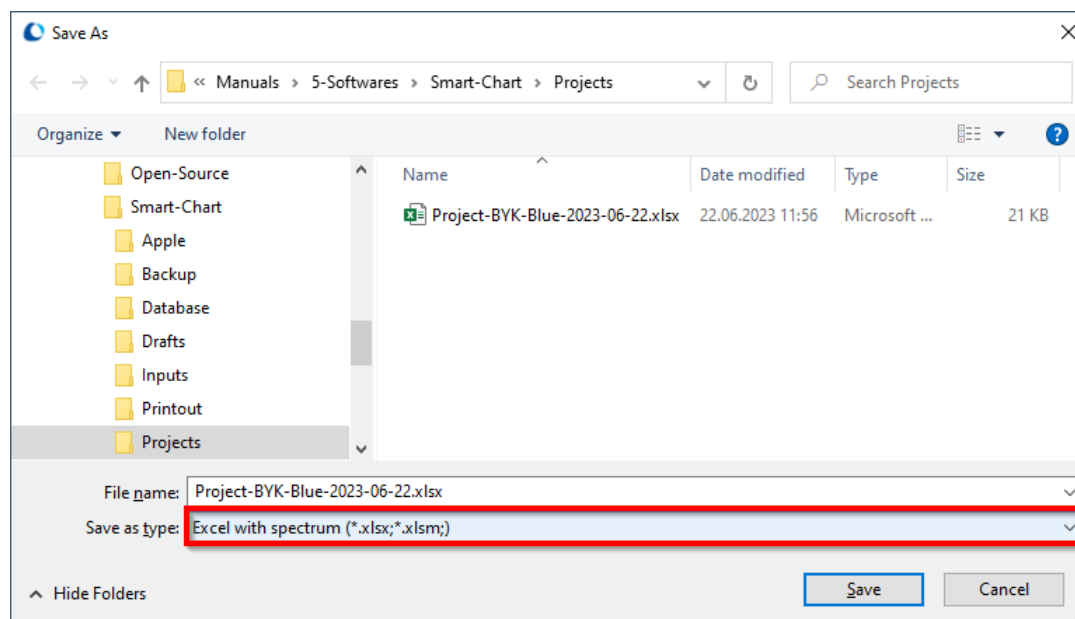 Save As
« Manuals > 5-Softwares > Smart-Chart > Projects
Search Projects
Organize
New folder
?
Open-Source
Smart-Chart
Apple
Backup
Database
Drafts
Inputs
Printout
Projects
Name Date modified Type Size
Project-BYK-Blue-2023-06-22.xlsx 22.06.2023 11:56 Microsoft ... 21 KB
File name: Project-BYK-Blue-2023-06-22.xlsx
Save as type: Excel with spectrum (*.xlsx;*.xlsm;)
Hide Folders
Save
Cancel